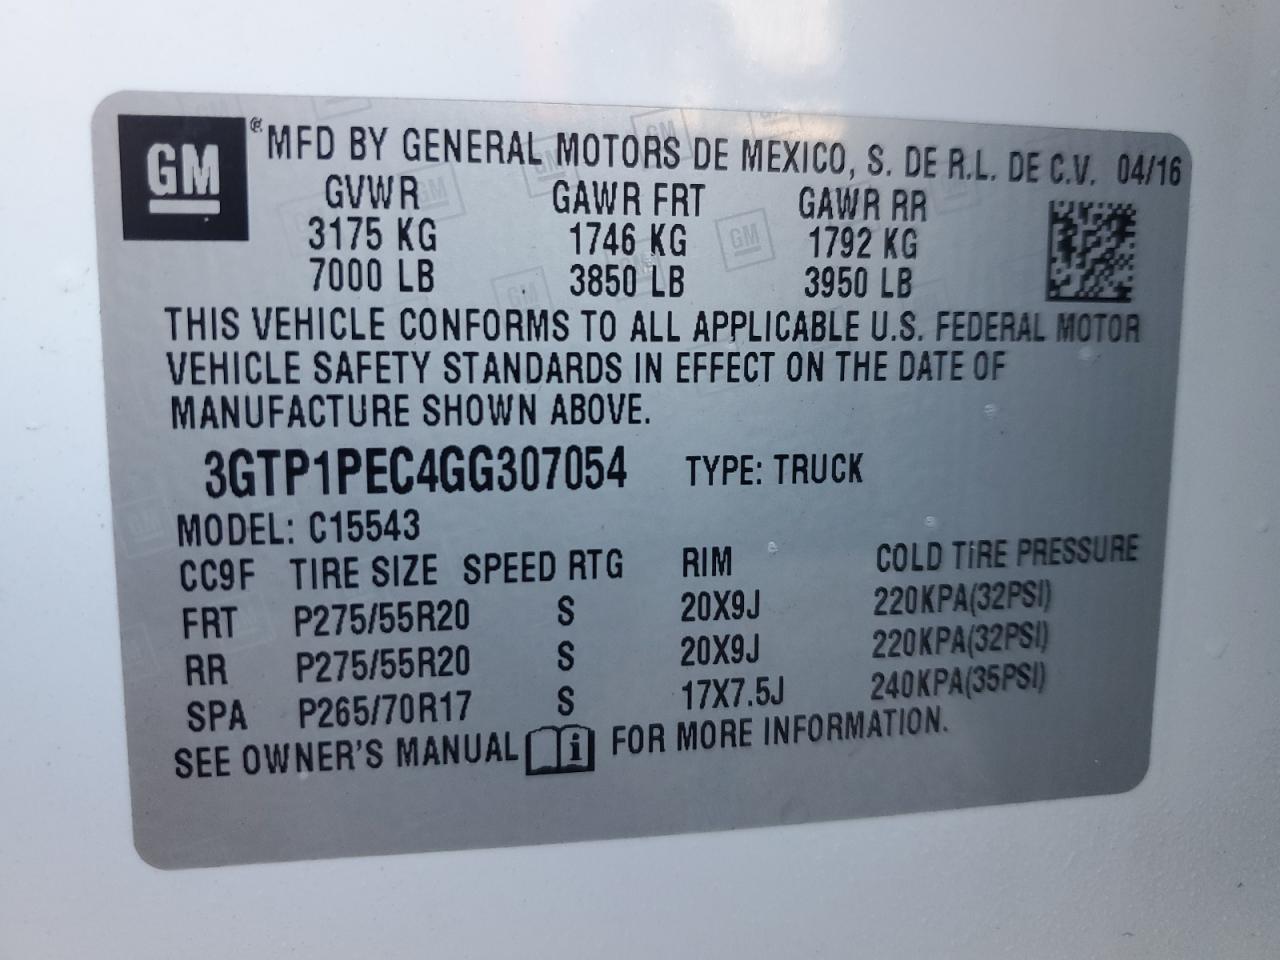 GM ® MFD BY GENERAL MOTORS DE MEXICO, S. DE R.L. DE C.V. 04/16
GVWR GAWR FRT GAWR RR
3175 KG 1746 KG 1792 KG
7000 LB 3850 LB 3950 LB
THIS VEHICLE CONFORMS TO ALL APPLICABLE U.S. FEDERAL MOTOR
VEHICLE SAFETY STANDARDS IN EFFECT ON THE DATE OF
MANUFACTURE SHOWN ABOVE.
3GTP1PEC4GG307054 TYPE: TRUCK
MODEL: C15543
CC9F TIRE SIZE SPEED RTG RIM COLD TIRE PRESSURE
FRT P275/55R20 S 20X9J 220KPA(32PSI)
RR P275/55R20 S 20X9J 220KPA(32PSI)
SPA P265/70R17 S 17X7.5J 240KPA(35PSI)
SEE OWNER'S MANUAL i FOR MORE INFORMATION.